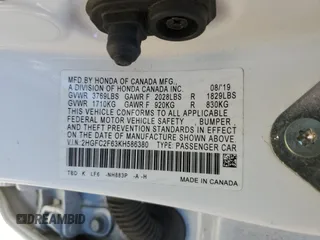 MFD. BY HONDA OF CANADA MFG.,
A DIVISION OF HONDA CANADA INC. 08/19
GVWR 3769LBS GAWR F 2028LBS R 1829LBS
GVWR 1710KG GAWR F 920KG R 830KG
THIS VEHICLE CONFORMS TO ALL APPLICABLE
FEDERAL MOTOR VEHICLE SAFETY, BUMPER,
AND THEFT PREVENTION STANDARDS IN EFFECT
ON THE DATE OF MANUFACTURE SHOWN ABOVE.
V.I.N: 2HGFC2F63KH586380 TYPE: PASSENGER CAR
NH883P -A -H
MADE IN CANADA
AUTOBIDMASTER